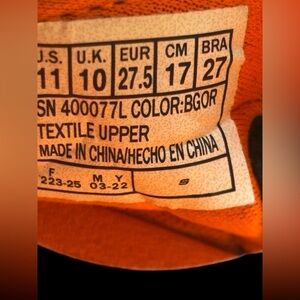 U.S. U.K. EUR CM BRA
11 10 27.5 17 27
SN 400077L COLOR:BGOR
TEXTILE UPPER
MADE IN CHINA/HECHO EN CHINA
F M Y
223-25 03-22 S